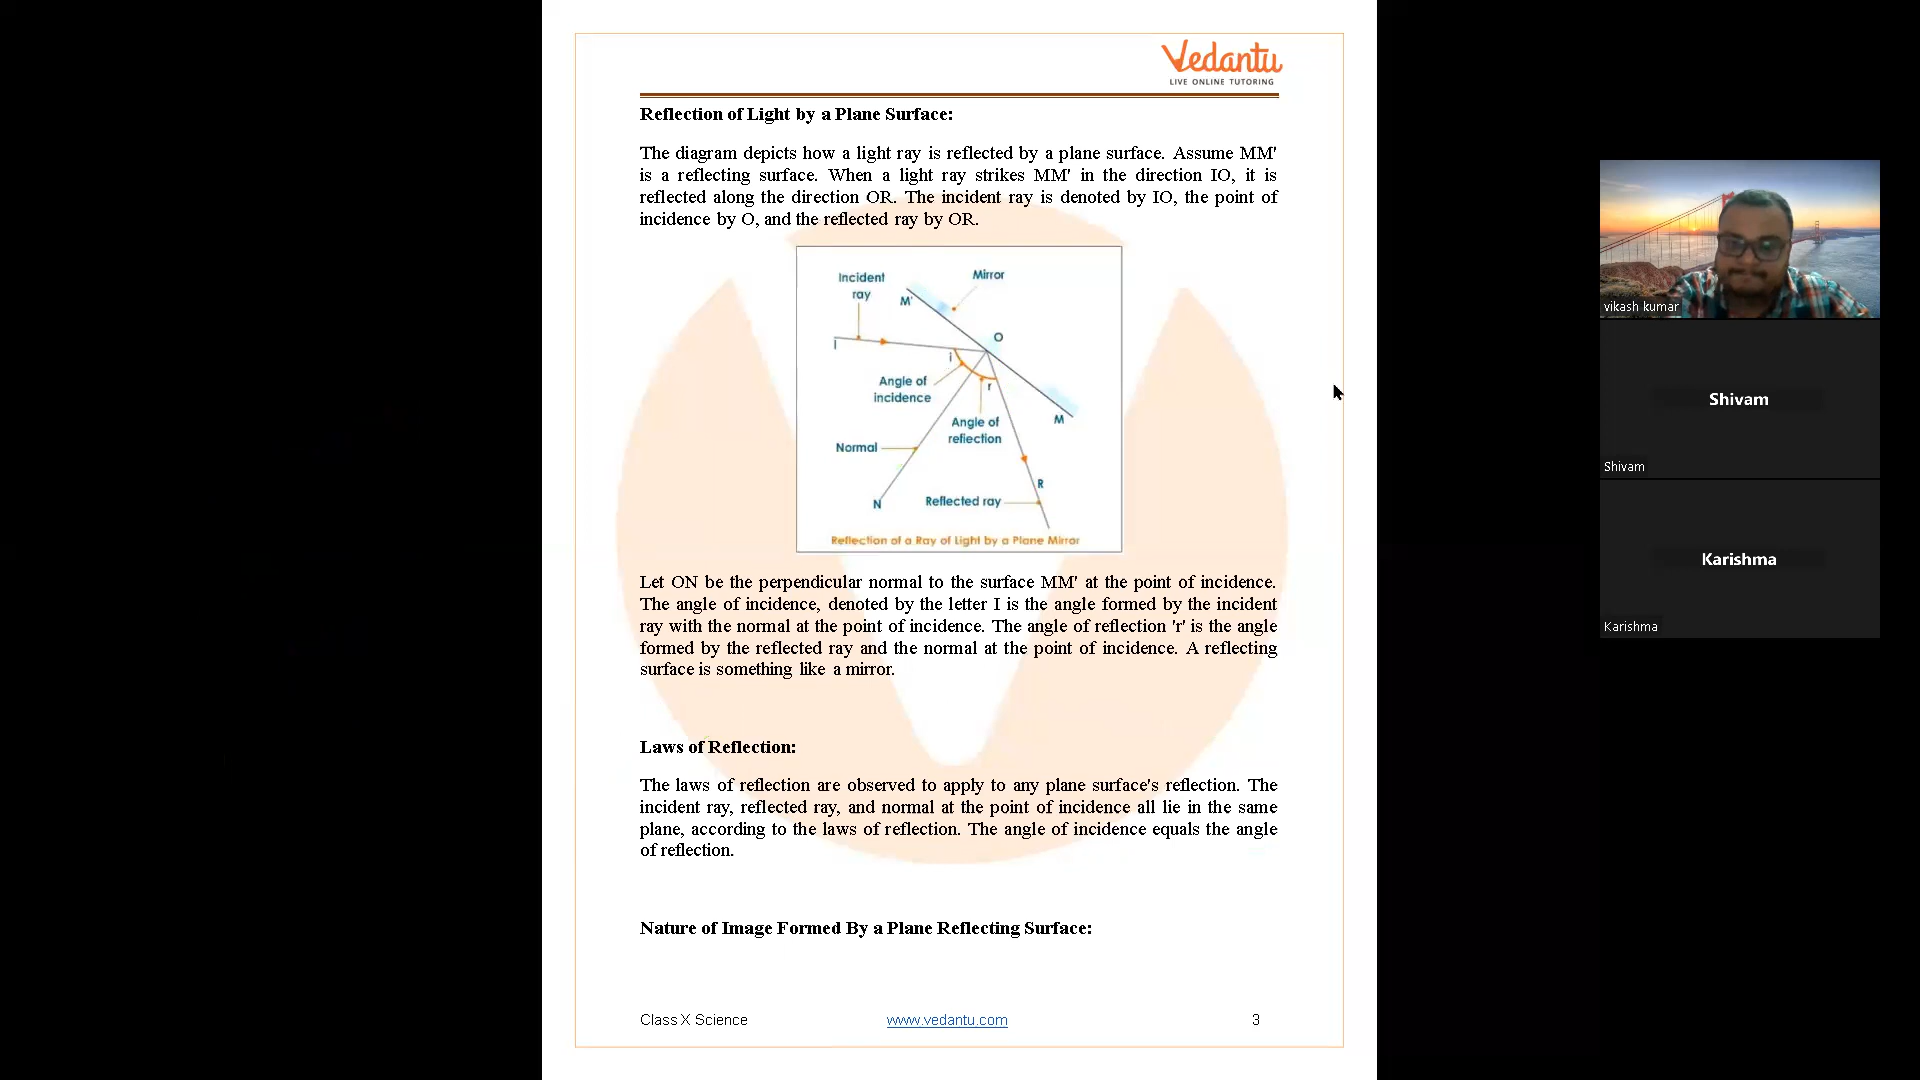 Vedantu
LIVE ONLINE TUTORING
Reflection of Light by a Plane Surface:
The diagram depicts how a light ray is reflected by a plane surface. Assume MM'
is a reflecting surface. When a light ray strikes MM' in the direction IO, it is
reflected along the direction OR. The incident ray is denoted by IO, the point of
incidence by O, and the reflected ray by OR.
Incident
ray
Mirror
M'
O
I
i
r
Angle of
incidence
Angle of
reflection
M
Normal
R
N
Reflected ray
Reflection of a Ray of Light by a Plane Mirror
Let ON be the perpendicular normal to the surface MM' at the point of incidence.
The angle of incidence, denoted by the letter I is the angle formed by the incident
ray with the normal at the point of incidence. The angle of reflection 'r' is the angle
formed by the reflected ray and the normal at the point of incidence. A reflecting
surface is something like a mirror.
Laws of Reflection:
The laws of reflection are observed to apply to any plane surface's reflection. The
incident ray, reflected ray, and normal at the point of incidence all lie in the same
plane, according to the laws of reflection. The angle of incidence equals the angle
of reflection.
Nature of Image Formed By a Plane Reflecting Surface:
Class X Science
www.vedantu.com
3
vikash kumar
Shivam
Shivam
Karishma
Karishma